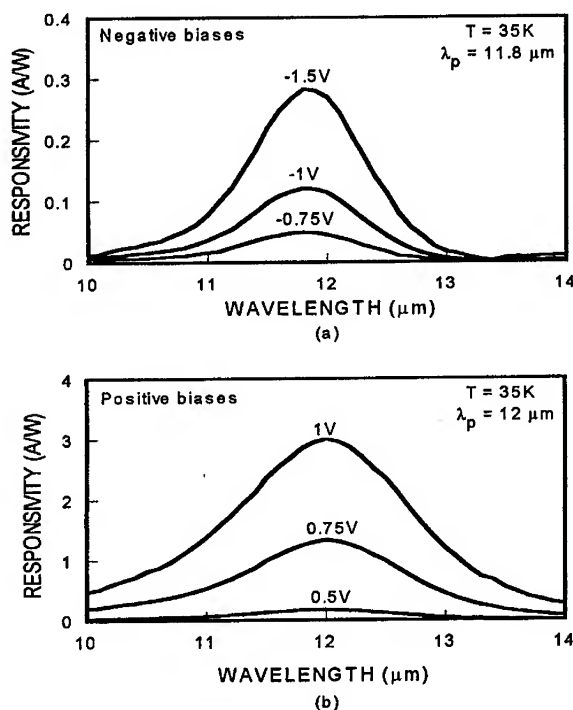 Negative biases
T = 35K
λp = 11.8 μm
0.4
0.3
0.2
0.1
0
RESPONSIVITY (A/W)
-1.5V
-1V
-0.75V
10 11 12 13 14
WAVELENGTH (μm)
(a)
Positive biases
T = 35K
λp = 12 μm
4
3
2
1
0
RESPONSIVITY (A/W)
1V
0.75V
0.5V
10 11 12 13 14
WAVELENGTH (μm)
(b)